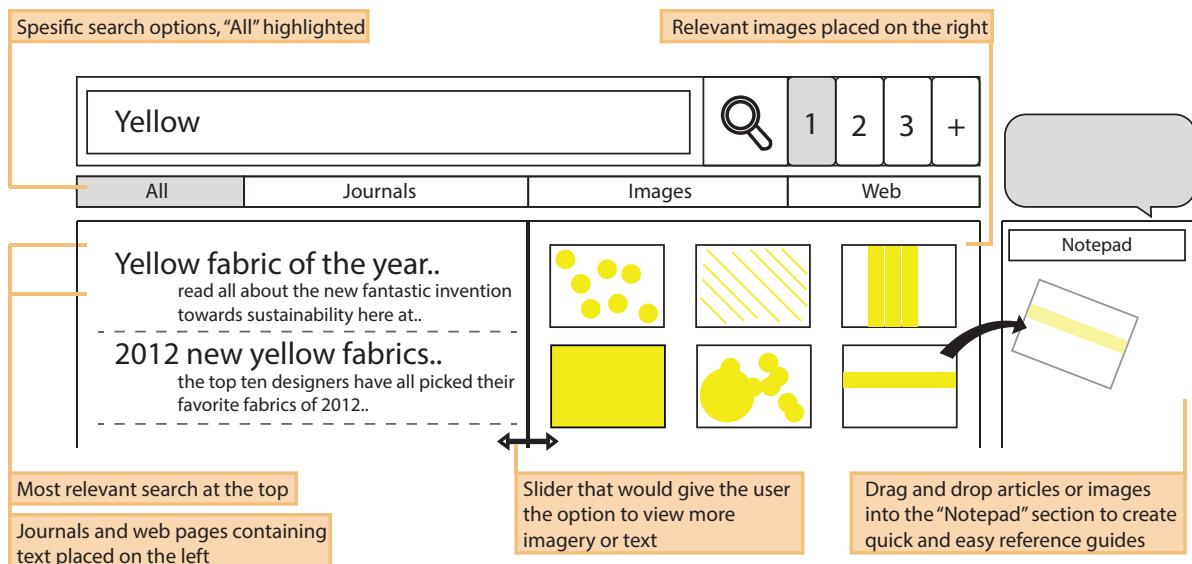 Spesific search options, “All” highlighted
Relevant images placed on the right
Yellow
1
2
3
+
All
Journals
Images
Web
Notepad
Yellow fabric of the year..
read all about the new fantastic invention
towards sustainability here at..
2012 new yellow fabrics..
the top ten designers have all picked their
favorite fabrics of 2012..
Most relevant search at the top
Journals and web pages containing
text placed on the left
Slider that would give the user
the option to view more
imagery or text
Drag and drop articles or images
into the “Notepad” section to create
quick and easy reference guides